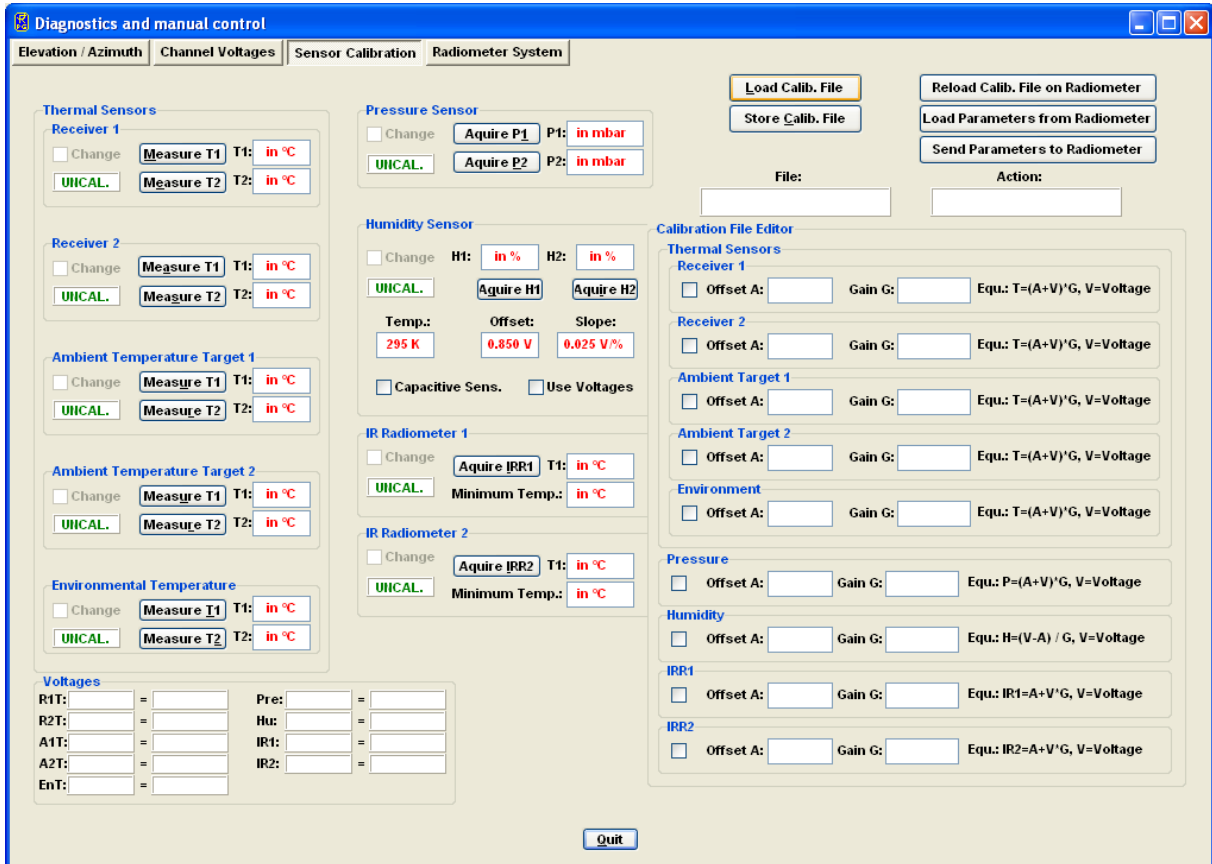 Diagnostics and manual control
Elevation / Azimuth
Channel Voltages
Sensor Calibration
Radiometer System
Load Calib. File
Store Calib. File
Reload Calib. File on Radiometer
Load Parameters from Radiometer
Send Parameters to Radiometer
File:
Action:
Thermal Sensors
Receiver 1
Change
Measure T1
T1:
in °C
UNCAL.
Measure T2
T2:
in °C
Receiver 2
Change
Measure T1
T1:
in °C
UNCAL.
Measure T2
T2:
in °C
Ambient Temperature Target 1
Change
Measure T1
T1:
in °C
UNCAL.
Measure T2
T2:
in °C
Ambient Temperature Target 2
Change
Measure T1
T1:
in °C
UNCAL.
Measure T2
T2:
in °C
Environmental Temperature
Change
Measure T1
T1:
in °C
UNCAL.
Measure T2
T2:
in °C
Pressure Sensor
Change
Aquire P1
P1:
in mbar
UNCAL.
Aquire P2
P2:
in mbar
Humidity Sensor
Change
H1:
in %
H2:
in %
UNCAL.
Aquire H1
Aquire H2
Temp.:
Offset:
Slope:
295 K
0.850 V
0.025 V/%
Capacitive Sens.
Use Voltages
IR Radiometer 1
Change
Aquire IRR1
T1:
in °C
UNCAL.
Minimum Temp.:
in °C
IR Radiometer 2
Change
Aquire IRR2
T1:
in °C
UNCAL.
Minimum Temp.:
in °C
Calibration File Editor
Thermal Sensors
Receiver 1
Offset A:
Gain G:
Equ.: T=(A+V)*G, V=Voltage
Receiver 2
Offset A:
Gain G:
Equ.: T=(A+V)*G, V=Voltage
Ambient Target 1
Offset A:
Gain G:
Equ.: T=(A+V)*G, V=Voltage
Ambient Target 2
Offset A:
Gain G:
Equ.: T=(A+V)*G, V=Voltage
Environment
Offset A:
Gain G:
Equ.: T=(A+V)*G, V=Voltage
Pressure
Offset A:
Gain G:
Equ.: P=(A+V)*G, V=Voltage
Humidity
Offset A:
Gain G:
Equ.: H=(V-A) / G, V=Voltage
IRR1
Offset A:
Gain G:
Equ.: IR1=A+V*G, V=Voltage
IRR2
Offset A:
Gain G:
Equ.: IR2=A+V*G, V=Voltage
Voltages
R1T:
=
Pre:
=
R2T:
=
Hu:
=
A1T:
=
IR1:
=
A2T:
=
IR2:
=
EnT:
=
Quit